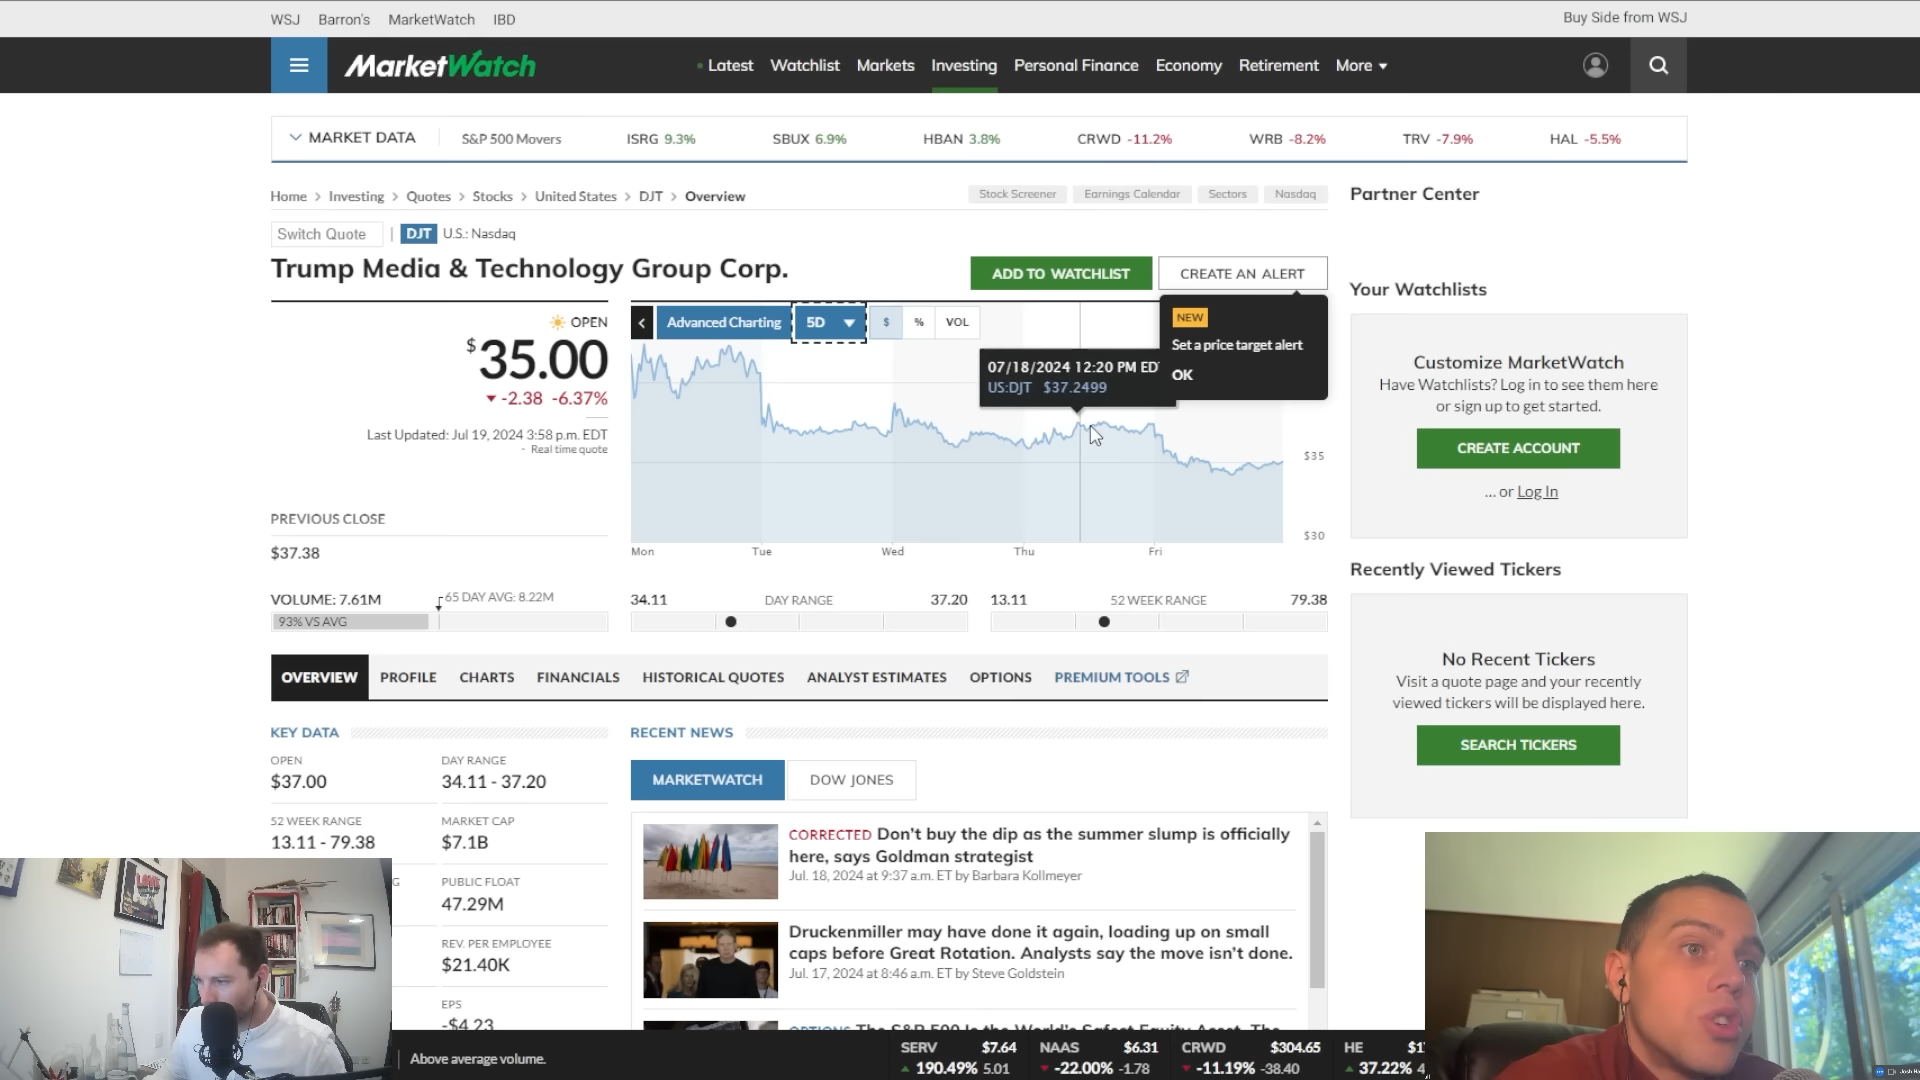 WSJ Barron's MarketWatch IBD
Buy Side from WSJ
MarketWatch
Latest Watchlist Markets Investing Personal Finance Economy Retirement More
MARKET DATA S&P 500 Movers ISRG 9.3% SBUX 6.9% HBAN 3.8% CRWD -11.2% WRB -8.2% TRV -7.9% HAL -5.5%
Home > Investing > Quotes > Stocks > United States > DJT > Overview
Stock Screener Earnings Calendar Sectors Nasdaq
Partner Center
Switch Quote | DJT U.S.: Nasdaq
Trump Media & Technology Group Corp.
ADD TO WATCHLIST CREATE AN ALERT
Your Watchlists
OPEN
$35.00
-2.38 -6.37%
Last Updated: Jul 19, 2024 3:58 p.m. EDT
- Real time quote
Advanced Charting 5D $ % VOL
NEW
Set a price target alert
OK
07/18/2024 12:20 PM ED
US:DJT $37.2499
$35
$30
Mon Tue Wed Thu Fri
Customize MarketWatch
Have Watchlists? Log in to see them here
or sign up to get started.
CREATE ACCOUNT
... or Log In
PREVIOUS CLOSE
$37.38
VOLUME: 7.61M 65 DAY AVG: 8.22M
93% VS AVG
34.11 DAY RANGE 37.20
13.11 52 WEEK RANGE 79.38
Recently Viewed Tickers
No Recent Tickers
Visit a quote page and your recently
viewed tickers will be displayed here.
SEARCH TICKERS
OVERVIEW PROFILE CHARTS FINANCIALS HISTORICAL QUOTES ANALYST ESTIMATES OPTIONS PREMIUM TOOLS
KEY DATA
OPEN
$37.00
DAY RANGE
34.11 - 37.20
52 WEEK RANGE
13.11 - 79.38
MARKET CAP
$7.1B
G
PUBLIC FLOAT
47.29M
REV. PER EMPLOYEE
$21.40K
EPS
-$4.23
RECENT NEWS
MARKETWATCH DOW JONES
CORRECTED Don't buy the dip as the summer slump is officially
here, says Goldman strategist
Jul. 18, 2024 at 9:37 a.m. ET by Barbara Kollmeyer
Druckenmiller may have done it again, loading up on small
caps before Great Rotation. Analysts say the move isn't done.
Jul. 17, 2024 at 8:46 a.m. ET by Steve Goldstein
OPTIONS The S&P 500 Is the World's Safest Equity Asset. The
Above average volume.
SERV $7.64 NAAS $6.31 CRWD $304.65 HE $1
190.49% 5.01 -22.00% -1.78 -11.19% -38.40 37.22% 4